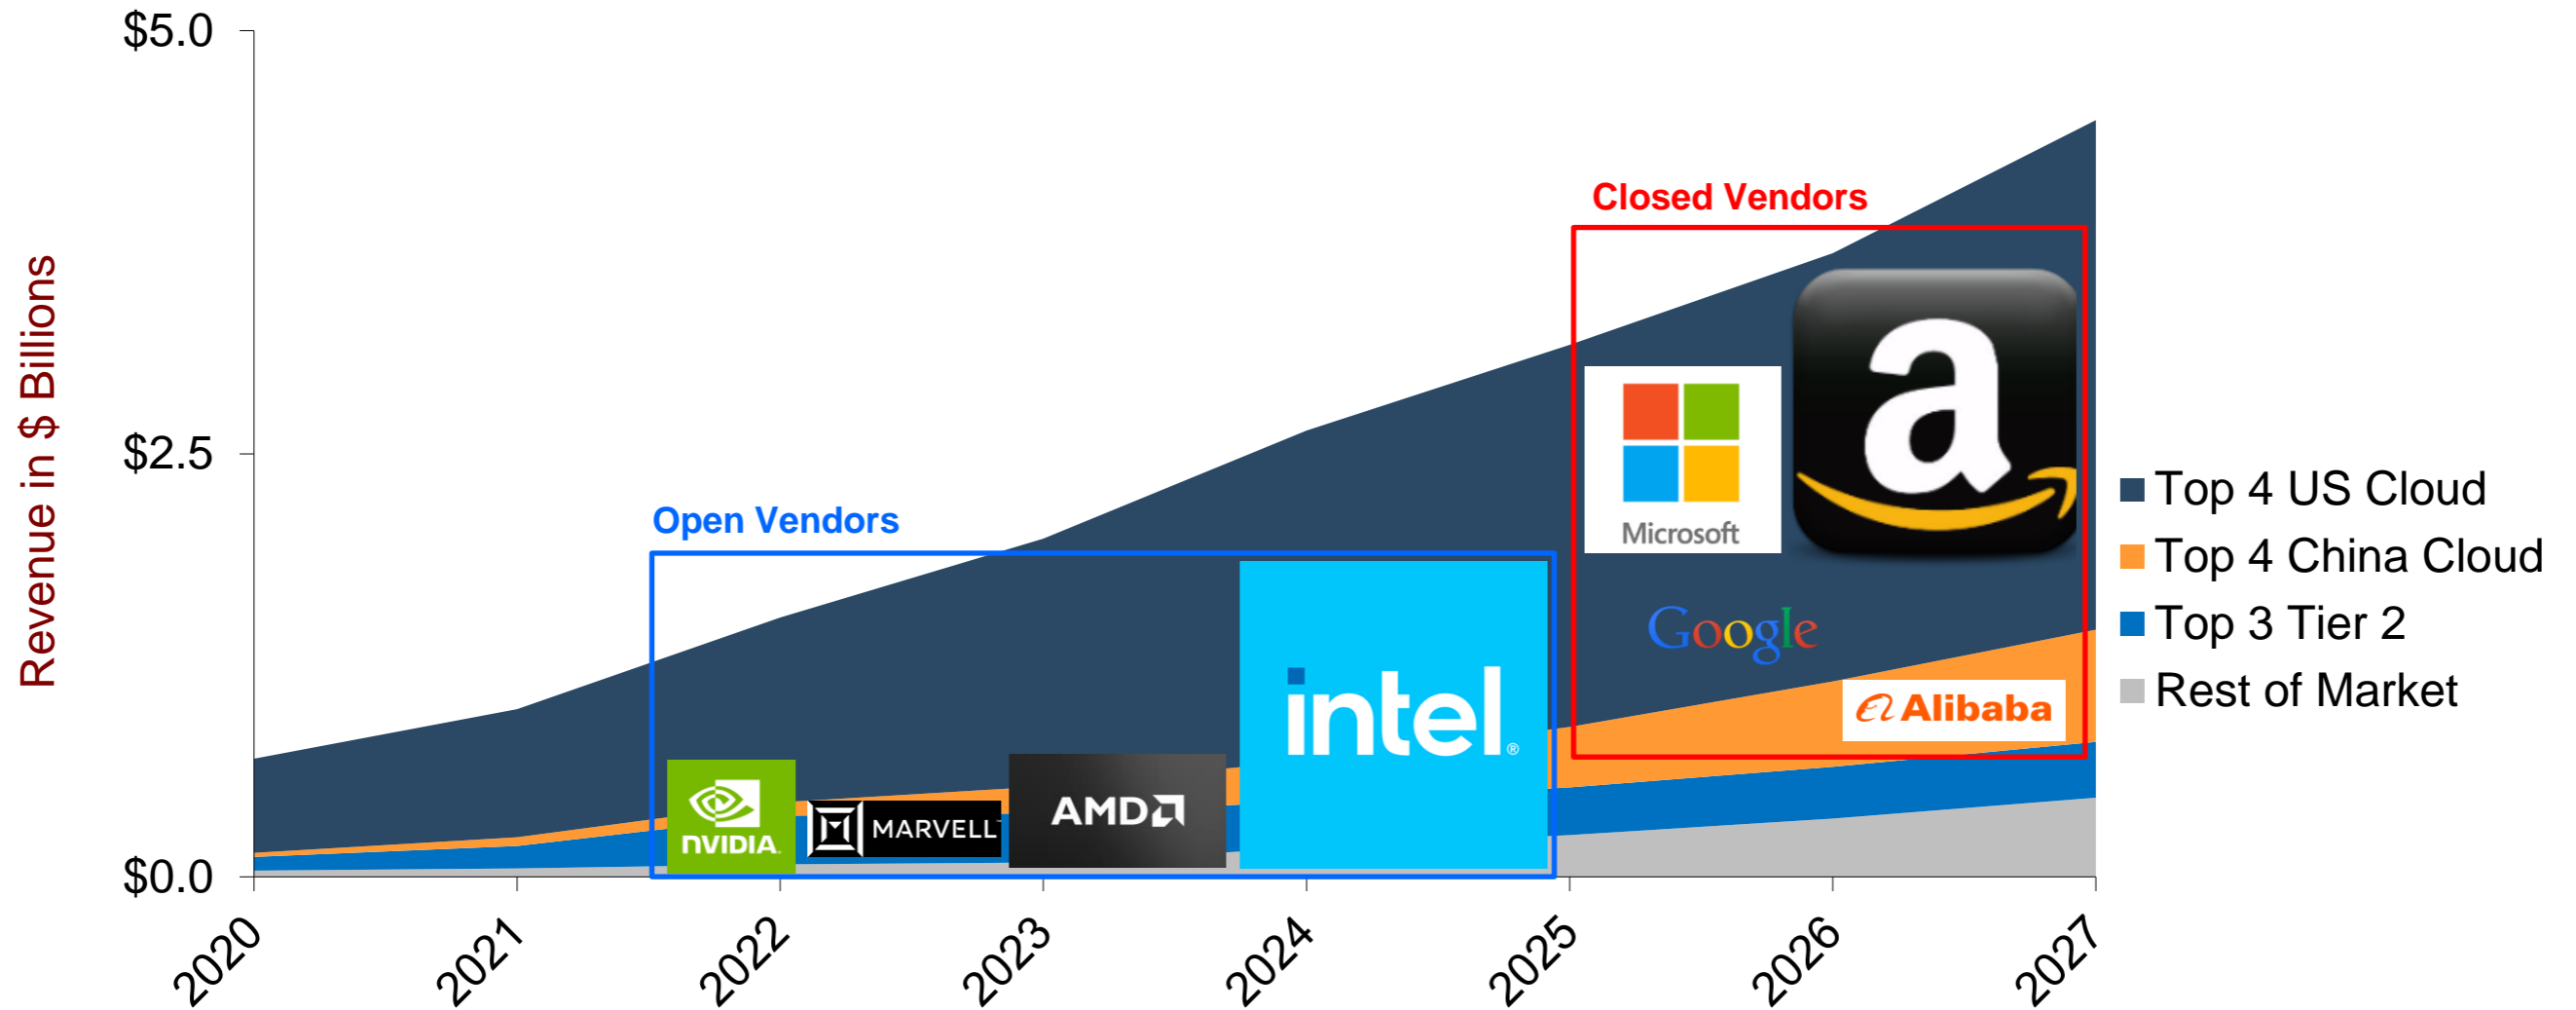 Revenue in $ Billions
$5.0
$2.5
$0.0
Closed Vendors
Open Vendors
Microsoft
a
Google
Alibaba
intel®
NVIDIA.
MARVELL™
AMD
Top 4 US Cloud
Top 4 China Cloud
Top 3 Tier 2
Rest of Market
2020
2021
2022
2023
2024
2025
2026
2027